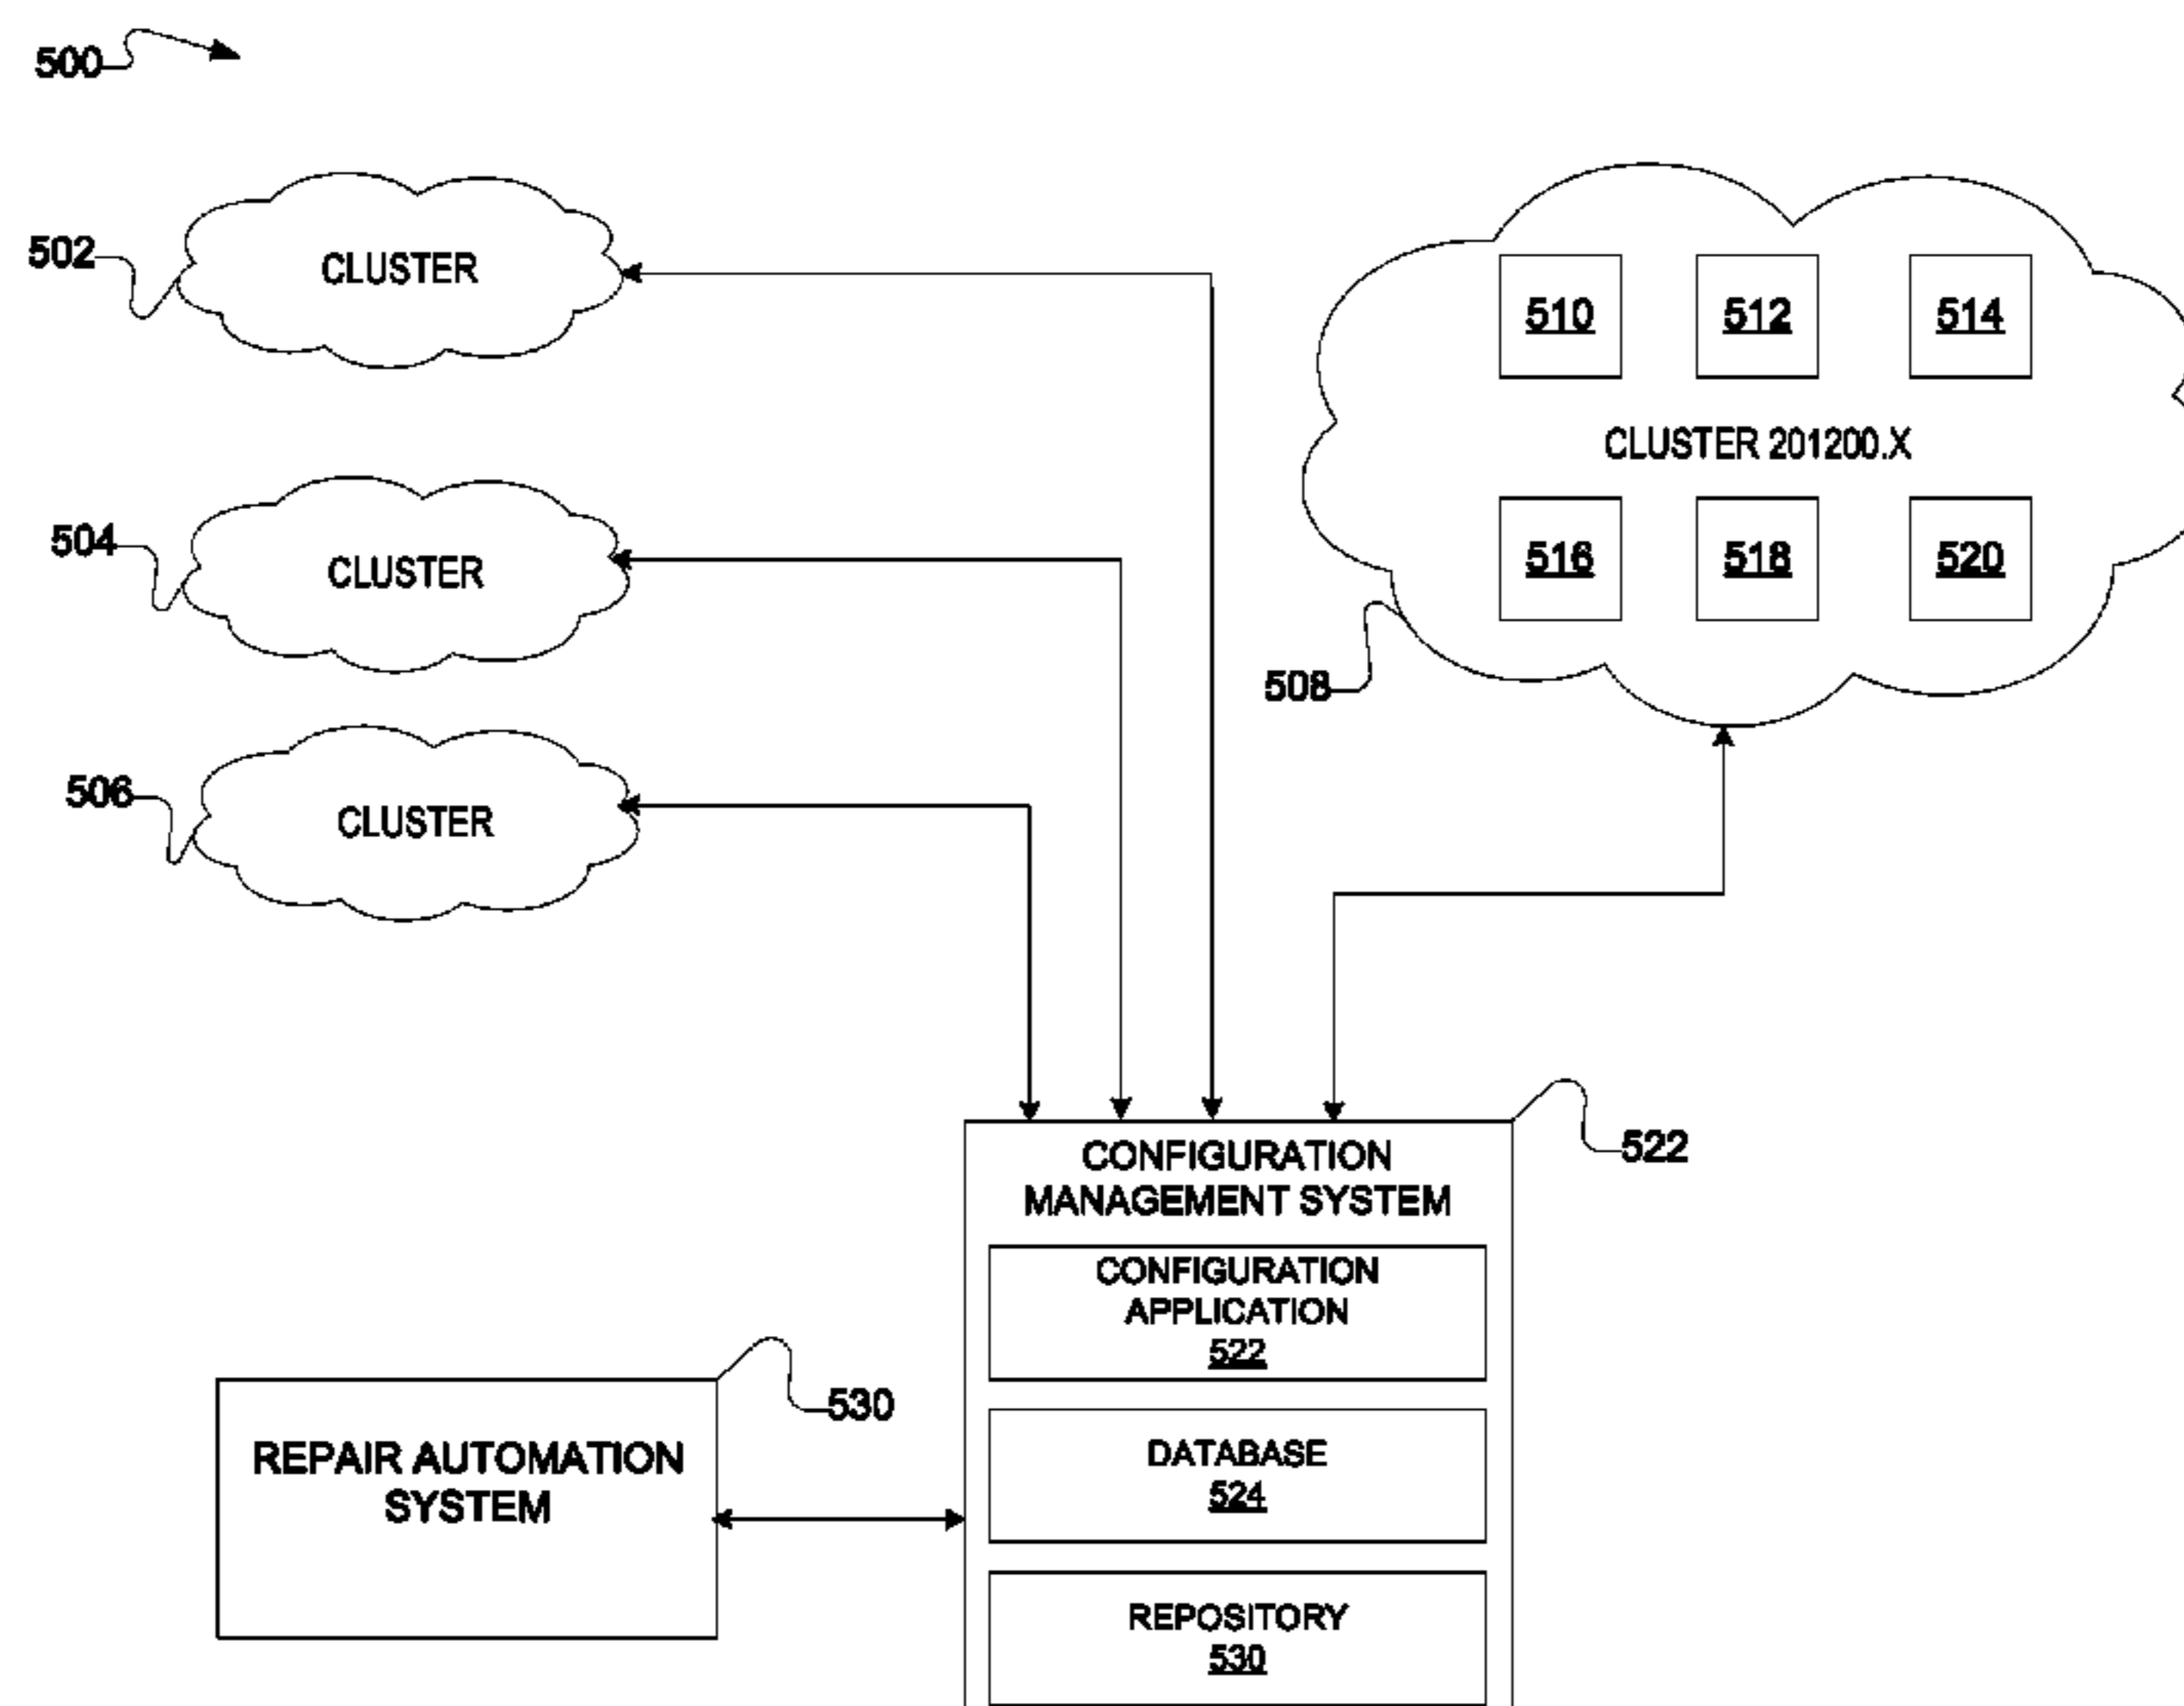 500
502
CLUSTER
510
512
514
CLUSTER 201200.X
504
CLUSTER
516
518
520
508
506
CLUSTER
522
CONFIGURATION
MANAGEMENT SYSTEM
CONFIGURATION
APPLICATION
522
530
REPAIR AUTOMATION
SYSTEM
DATABASE
524
REPOSITORY
530